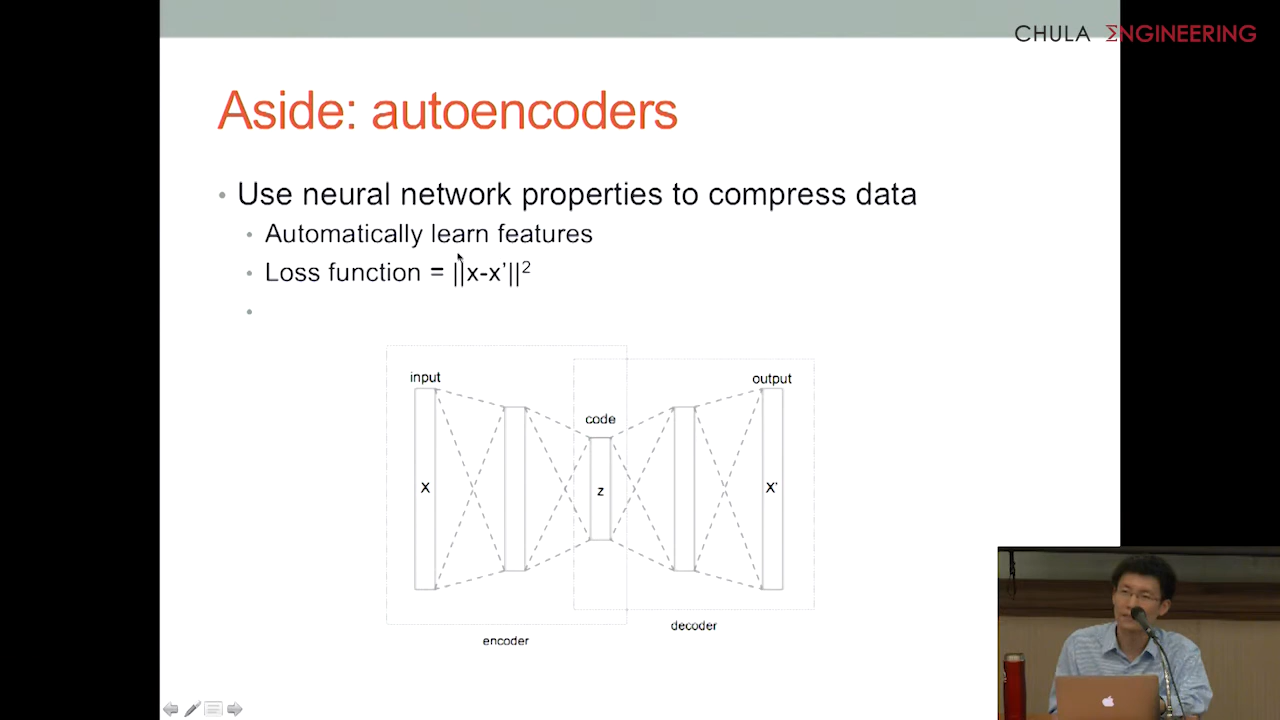 CHULA ΣNGINEERING
Aside: autoencoders
• Use neural network properties to compress data
• Automatically learn features
• Loss function = ||x-x’||²
•
input
output
code
X
z
X'
decoder
encoder